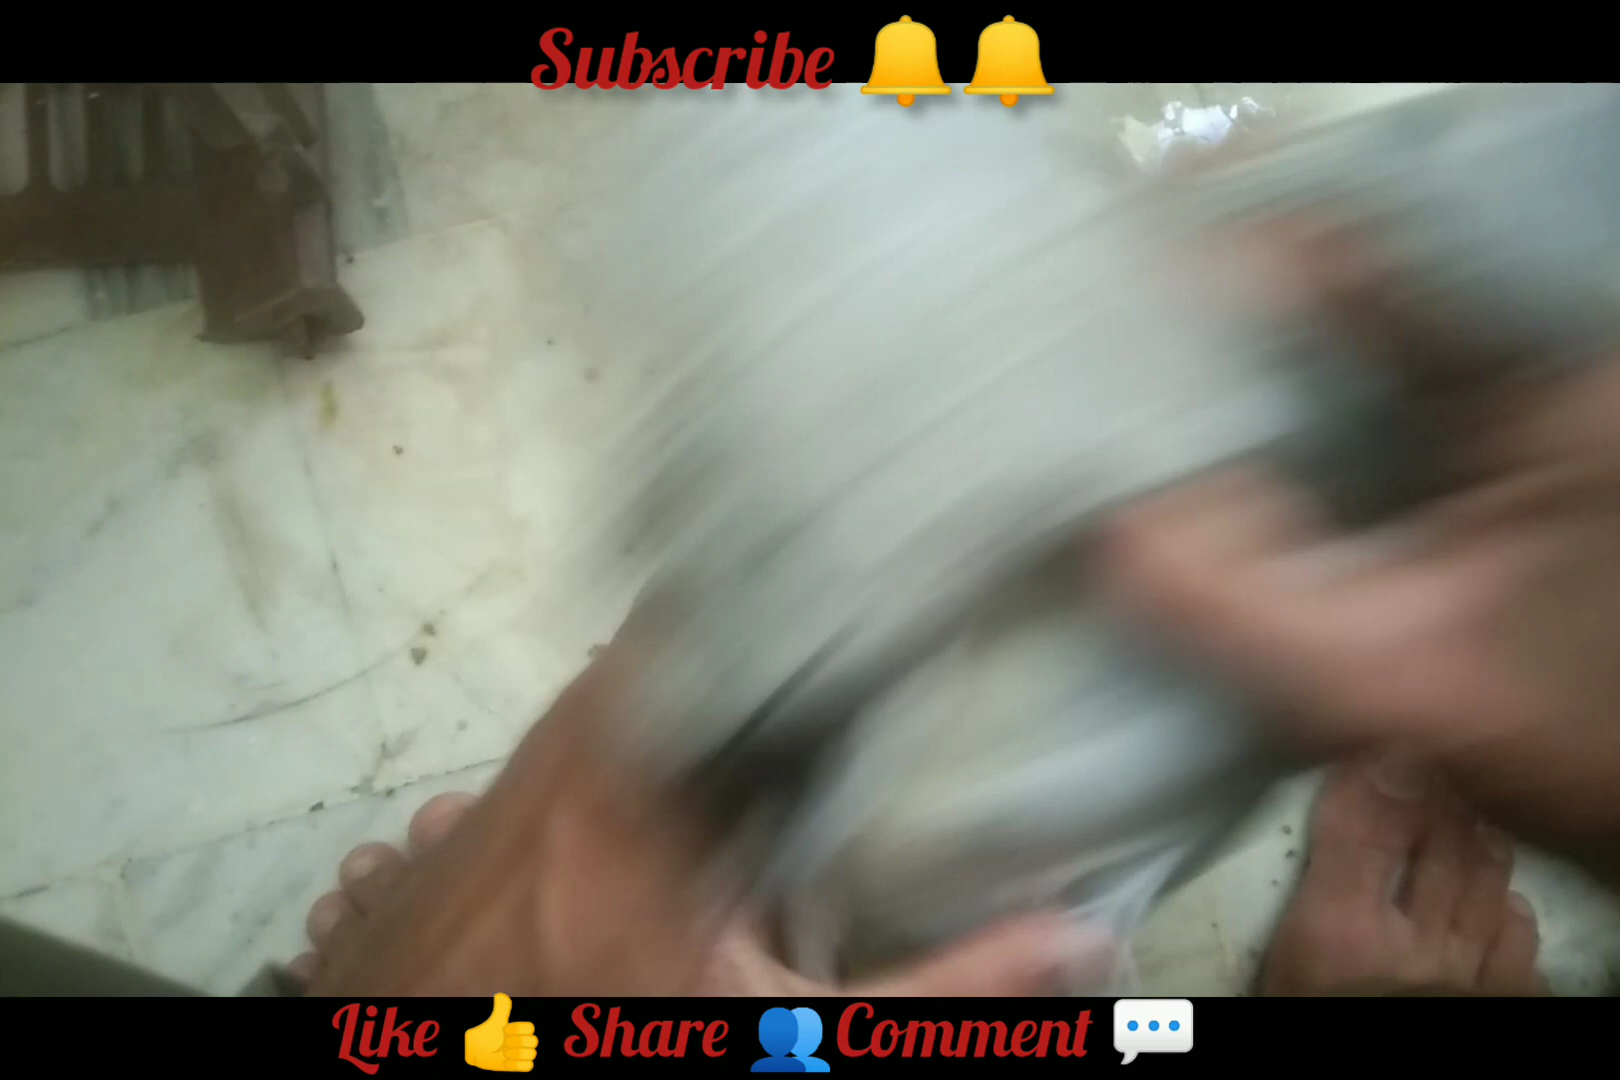 Subscribe 🔔🔔
Like 👍 Share 👥 Comment 💬